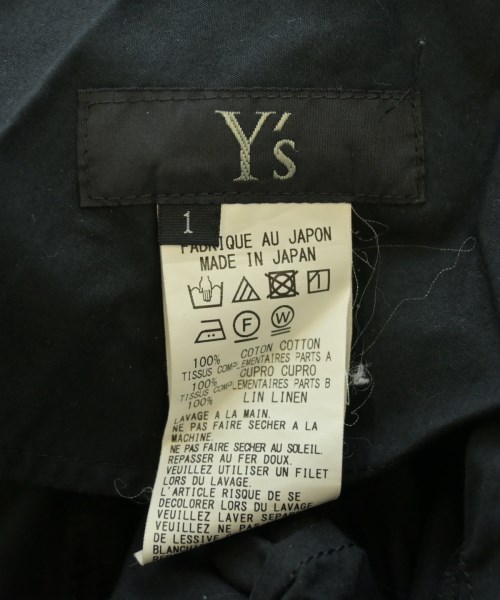 Y's
1
FABRIQUE AU JAPON
MADE IN JAPAN
1
F W
100% COTON COTTON
TISSUS COMPLEMENTAIRES PARTS A
100% CUPRO CUPRO
TISSUS COMPLEMENTAIRES PARTS B
100% LIN LINEN
LAVAGE A LA MAIN.
NE PAS FAIRE SECHER A LA
MACHINE.
NE PAS FAIRE SECHER AU SOLEIL.
REPASSER AU FER DOUX.
VEUILLEZ UTILISER UN FILET
LORS DU LAVAGE.
L'ARTICLE RISQUE DE SE
DECOLORER LORS DU LAVAGE.
VEUILLEZ LAVER
VEUILLEZ NE PAS
DE LESSIVE